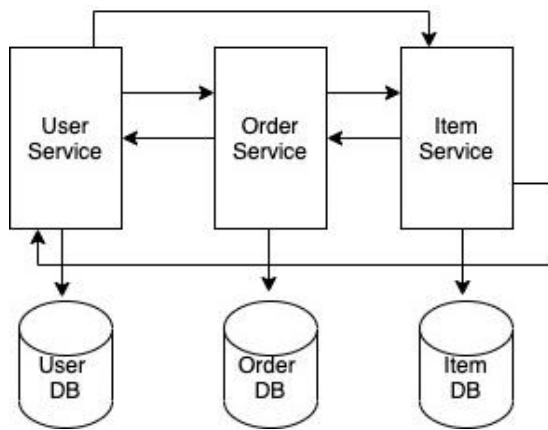 User
Service
Order
Service
Item
Service
User
DB
Order
DB
Item
DB